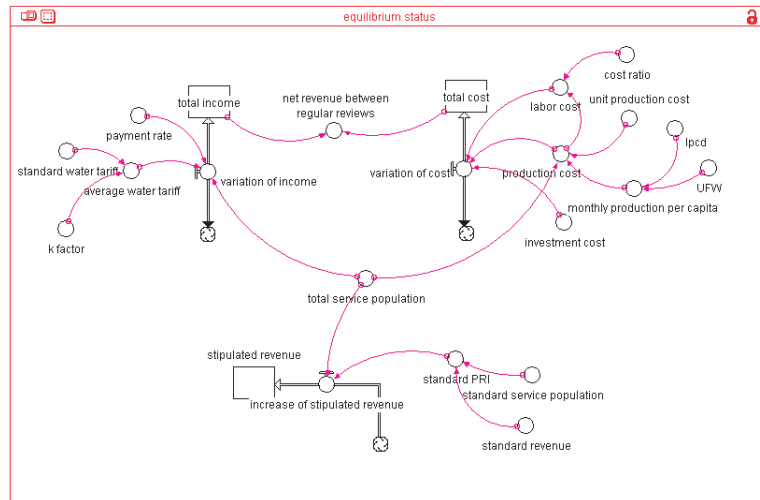 equilibrium status
cost ratio
total income
net revenue between
regular reviews
total cost
labor cost
unit production cost
payment rate
lpcd
standard water tariff
average water tariff
variation of income
variation of cost
production cost
UFW
monthly production per capita
k factor
investment cost
total service population
stipulated revenue
standard PRI
standard service population
increase of stipulated revenue
standard revenue